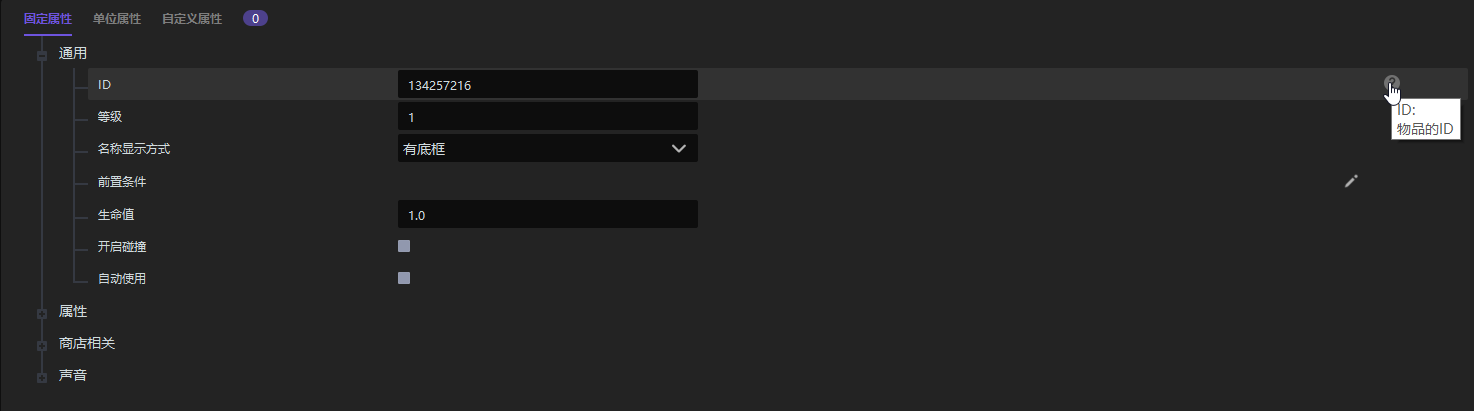 固定属性 单位属性 自定义属性 0
通用
ID 134257216
ID:
物品的ID
等级 1
名称显示方式 有底框
前置条件
生命值 1.0
开启碰撞
自动使用
属性
商店相关
声音